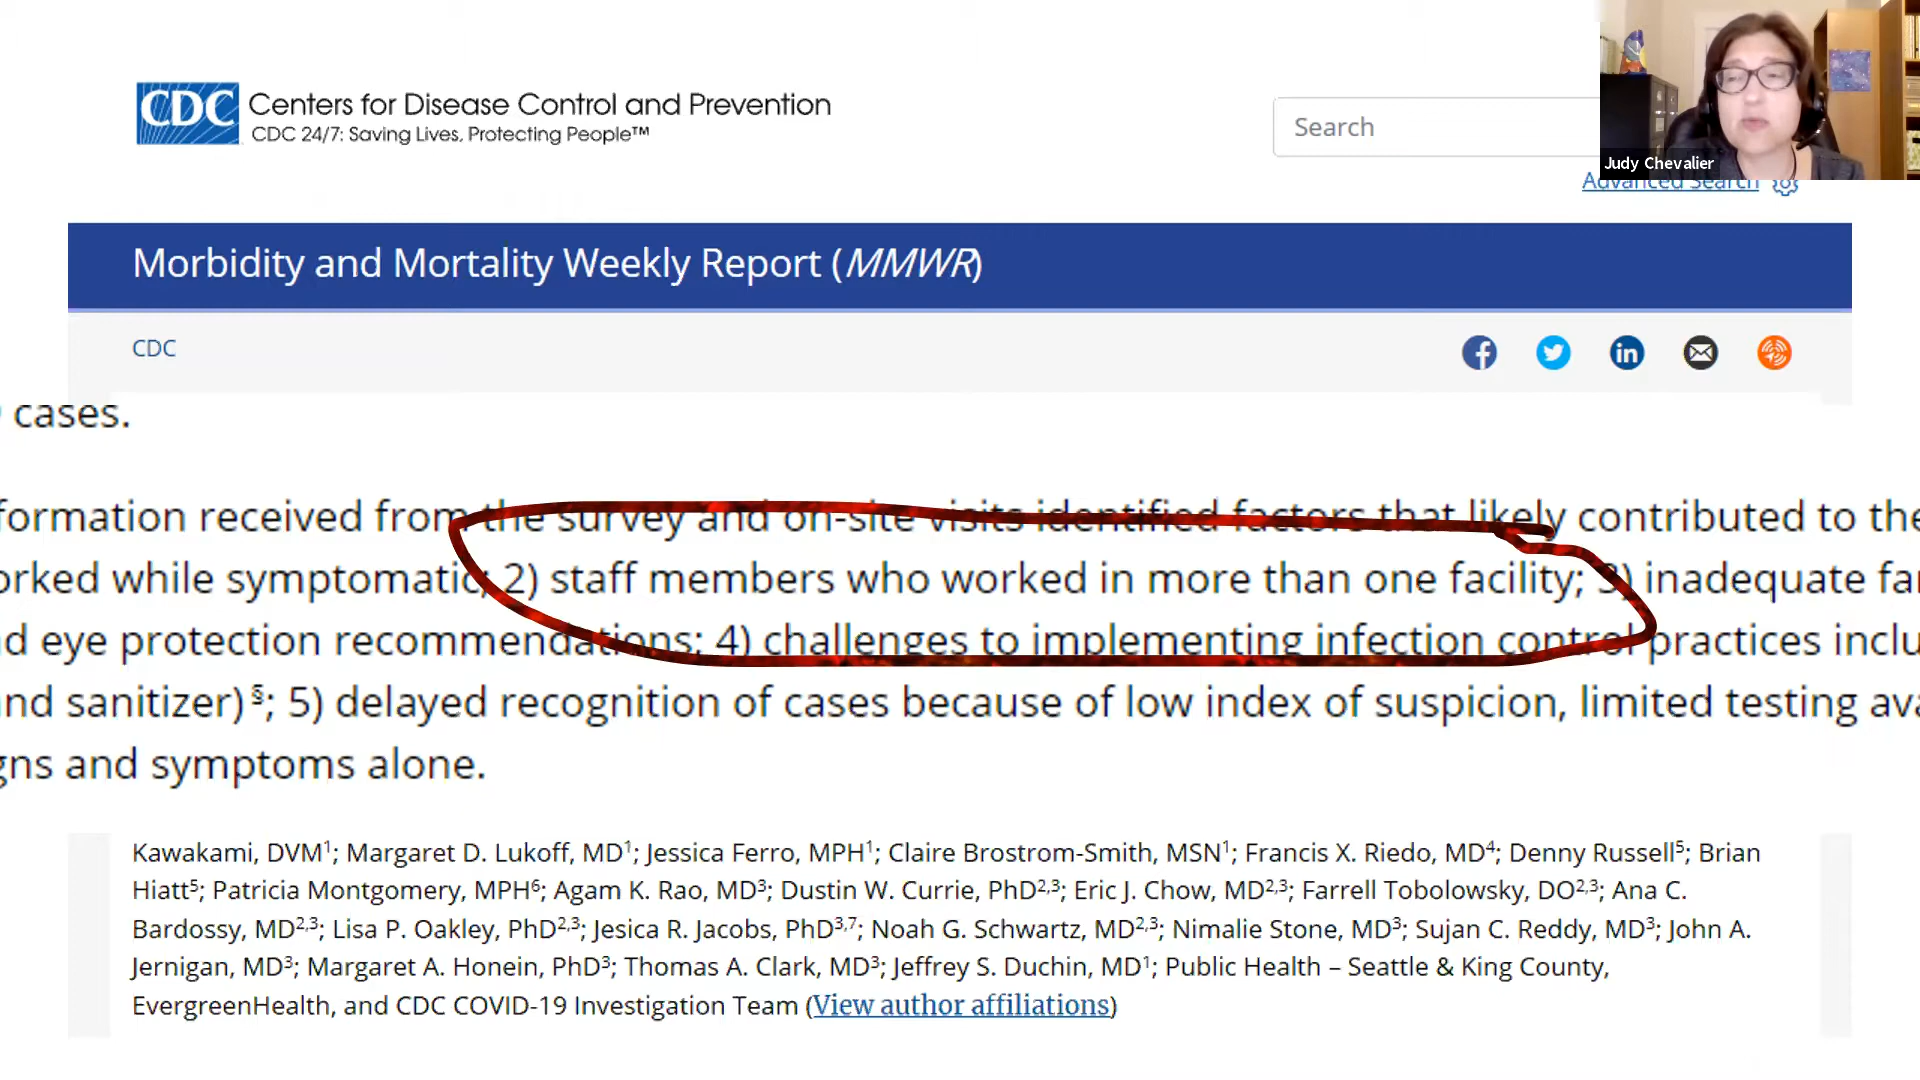 CDC Centers for Disease Control and Prevention
CDC 24/7: Saving Lives, Protecting People™
Search
Judy Chevalier
Advanced Search
Morbidity and Mortality Weekly Report (MMWR)
CDC
cases.
formation received from the survey and on-site visits identified factors that likely contributed to the
orked while symptomatic; 2) staff members who worked in more than one facility; 3) inadequate fa
d eye protection recommendations; 4) challenges to implementing infection control practices inclu
nd sanitizer)§; 5) delayed recognition of cases because of low index of suspicion, limited testing ava
gns and symptoms alone.
Kawakami, DVM1; Margaret D. Lukoff, MD1; Jessica Ferro, MPH1; Claire Brostrom-Smith, MSN1; Francis X. Riedo, MD4; Denny Russell5; Brian
Hiatt5; Patricia Montgomery, MPH6; Agam K. Rao, MD3; Dustin W. Currie, PhD2,3; Eric J. Chow, MD2,3; Farrell Tobolowsky, DO2,3; Ana C.
Bardossy, MD2,3; Lisa P. Oakley, PhD2,3; Jesica R. Jacobs, PhD3,7; Noah G. Schwartz, MD2,3; Nimalie Stone, MD3; Sujan C. Reddy, MD3; John A.
Jernigan, MD3; Margaret A. Honein, PhD3; Thomas A. Clark, MD3; Jeffrey S. Duchin, MD1; Public Health – Seattle & King County,
EvergreenHealth, and CDC COVID-19 Investigation Team (View author affiliations)